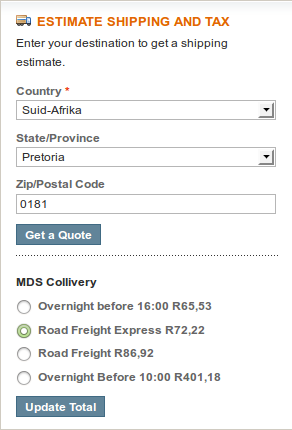 ESTIMATE SHIPPING AND TAX
Enter your destination to get a shipping
estimate.
Country *
Suid-Afrika
State/Province
Pretoria
Zip/Postal Code
0181
Get a Quote
MDS Collivery
Overnight before 16:00 R65,53
Road Freight Express R72,22
Road Freight R86,92
Overnight Before 10:00 R401,18
Update Total